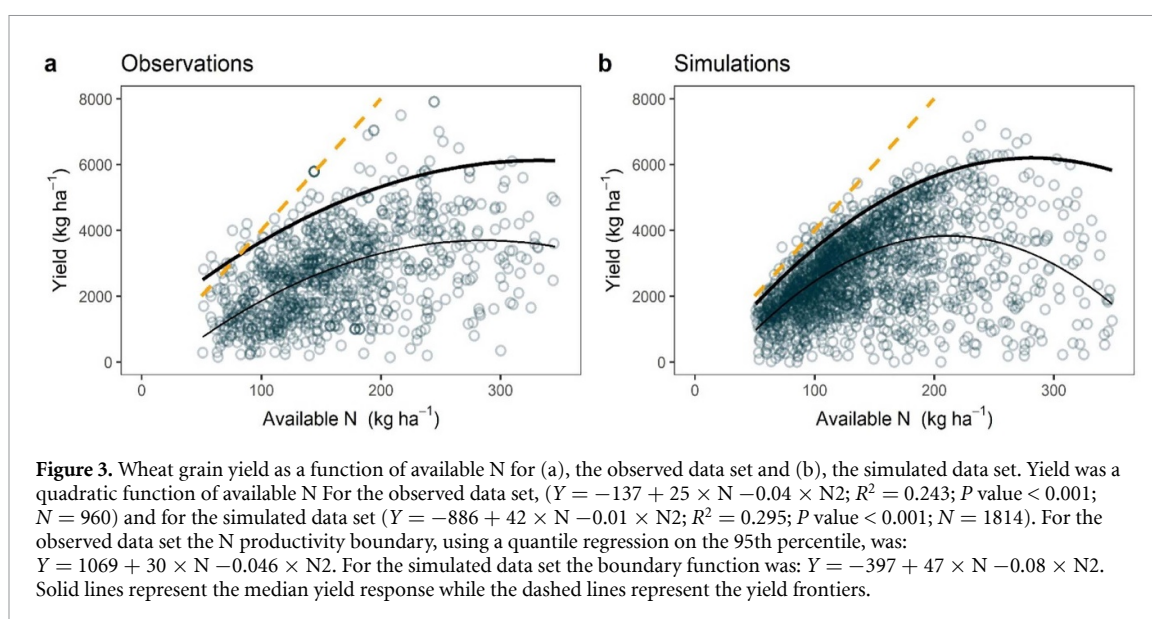 a Observations
b Simulations
8000
6000
4000
2000
0
Yield (kg ha⁻¹)
0 100 200 300
Available N (kg ha⁻¹)
8000
6000
4000
2000
0
Yield (kg ha⁻¹)
0 100 200 300
Available N (kg ha⁻¹)
Figure 3. Wheat grain yield as a function of available N for (a), the observed data set and (b), the simulated data set. Yield was a
quadratic function of available N For the observed data set, (Y = −137 + 25 × N −0.04 × N2; R² = 0.243; P value < 0.001;
N = 960) and for the simulated data set (Y = −886 + 42 × N −0.01 × N2; R² = 0.295; P value < 0.001; N = 1814). For the
observed data set the N productivity boundary, using a quantile regression on the 95th percentile, was:
Y = 1069 + 30 × N −0.046 × N2. For the simulated data set the boundary function was: Y = −397 + 47 × N −0.08 × N2.
Solid lines represent the median yield response while the dashed lines represent the yield frontiers.